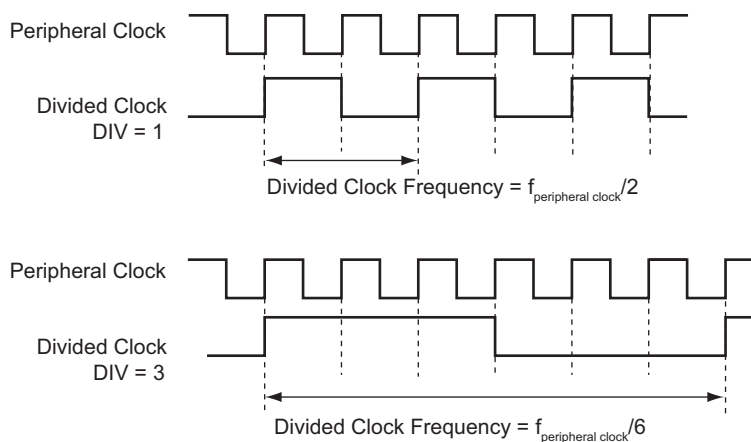 Peripheral Clock
Divided Clock
DIV = 1
Divided Clock Frequency = fperipheral clock/2
Peripheral Clock
Divided Clock
DIV = 3
Divided Clock Frequency = fperipheral clock/6